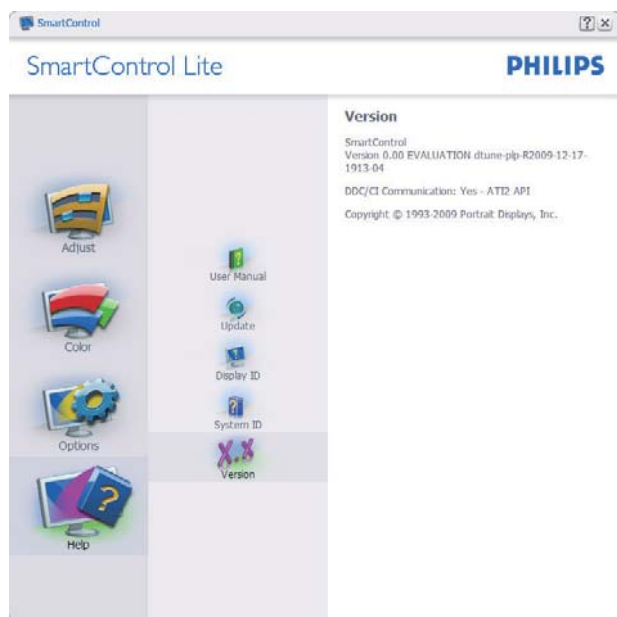 SmartControl
SmartControl Lite
PHILIPS
Adjust
Color
Options
Help
User Manual
Update
Display ID
System ID
X.X
Version
Version
SmartControl
Version 0.00 EVALUATION dtune-plp-R2009-12-17-
1913-04
DDC/CI Communication: Yes - ATI2 API
Copyright © 1993-2009 Portrait Displays, Inc.